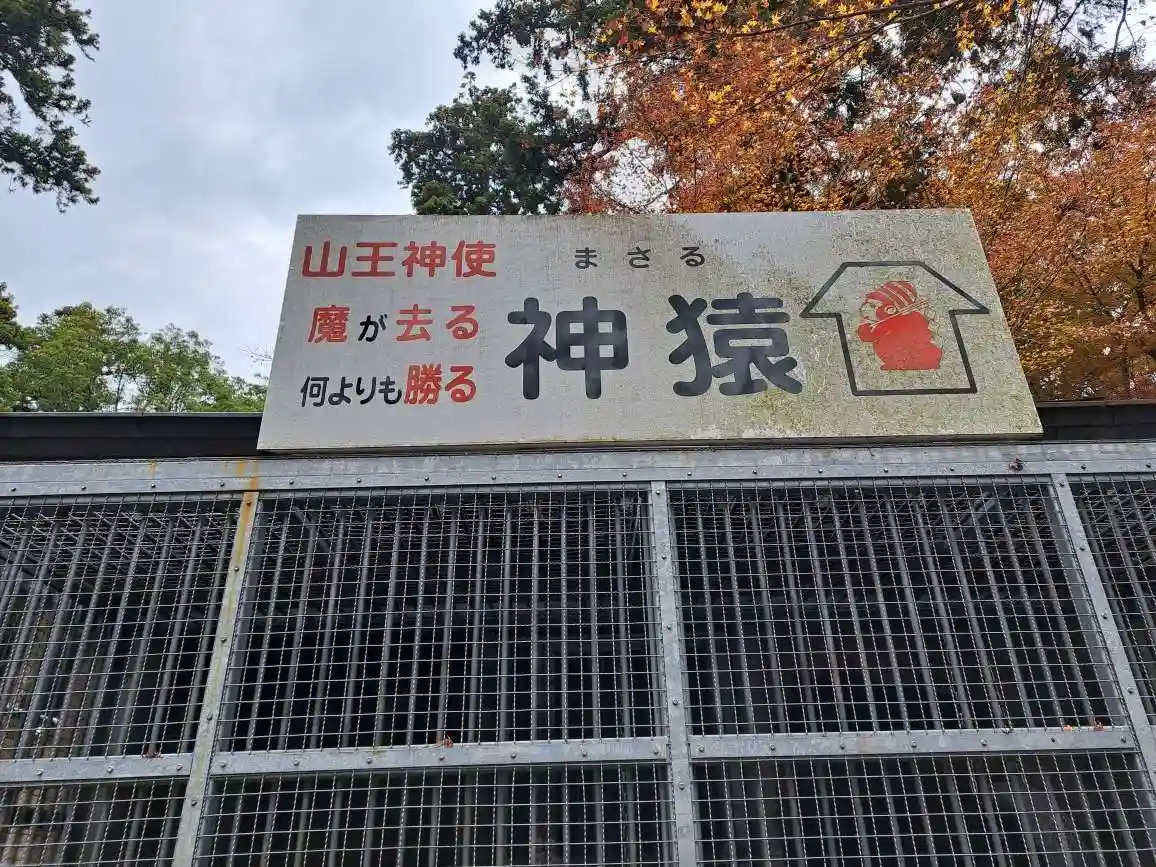 山王神使
魔が去る
何よりも勝る
まさる
神猿